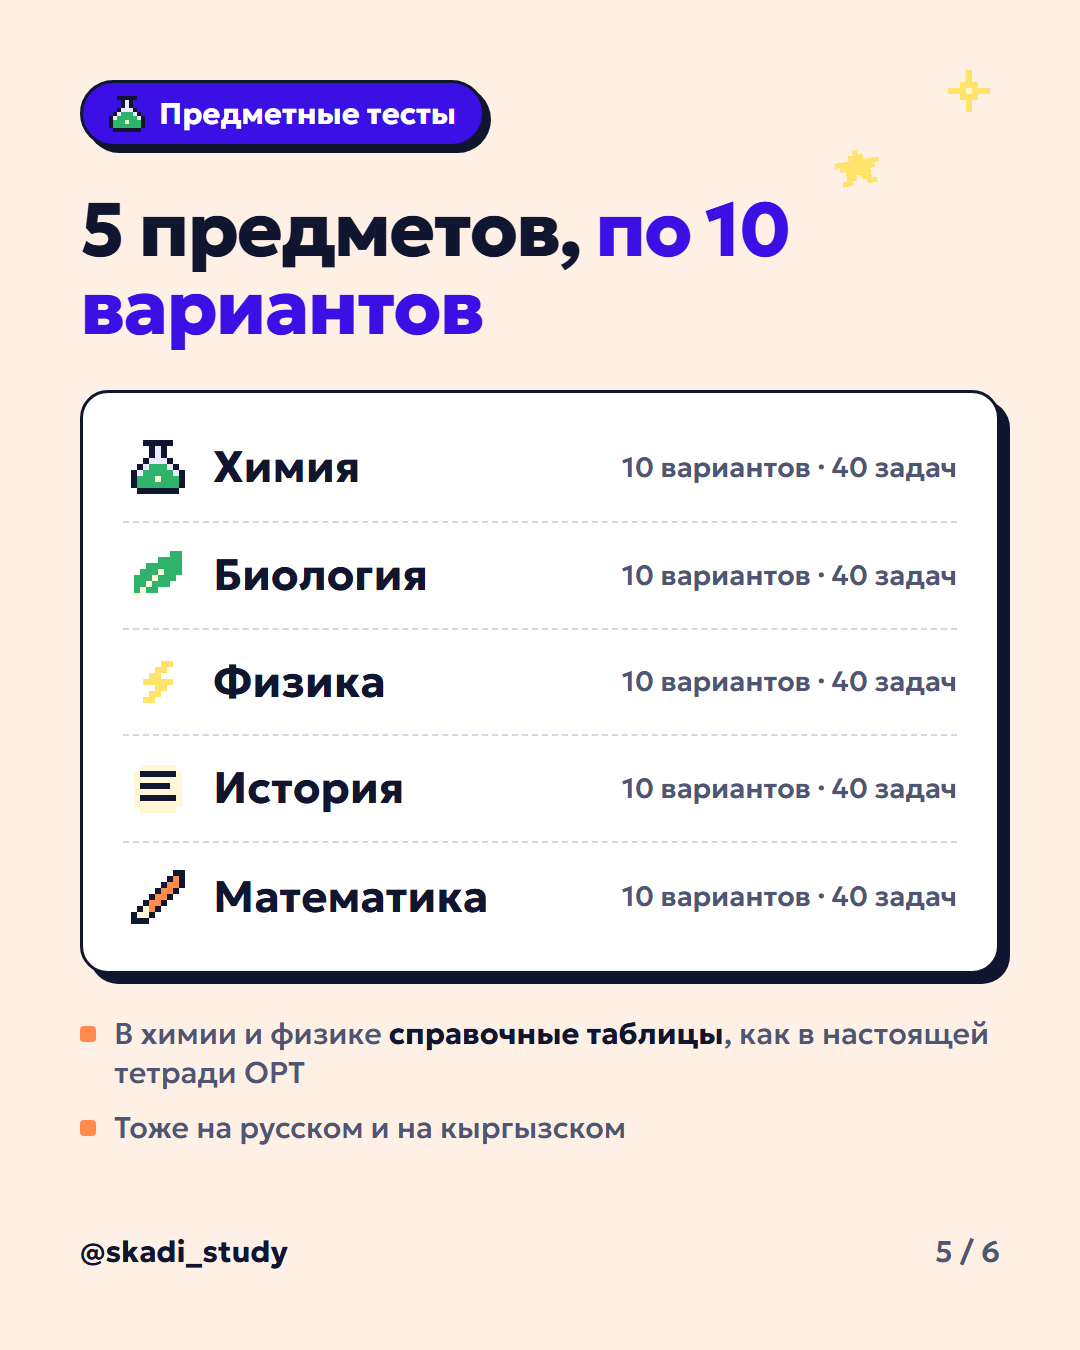 Предметные тесты
5 предметов, по 10
вариантов
Химия 10 вариантов · 40 задач
Биология 10 вариантов · 40 задач
Физика 10 вариантов · 40 задач
История 10 вариантов · 40 задач
Математика 10 вариантов · 40 задач
В химии и физике справочные таблицы, как в настоящей
тетради ОРТ
Тоже на русском и на кыргызском
@skadi_study 5 / 6